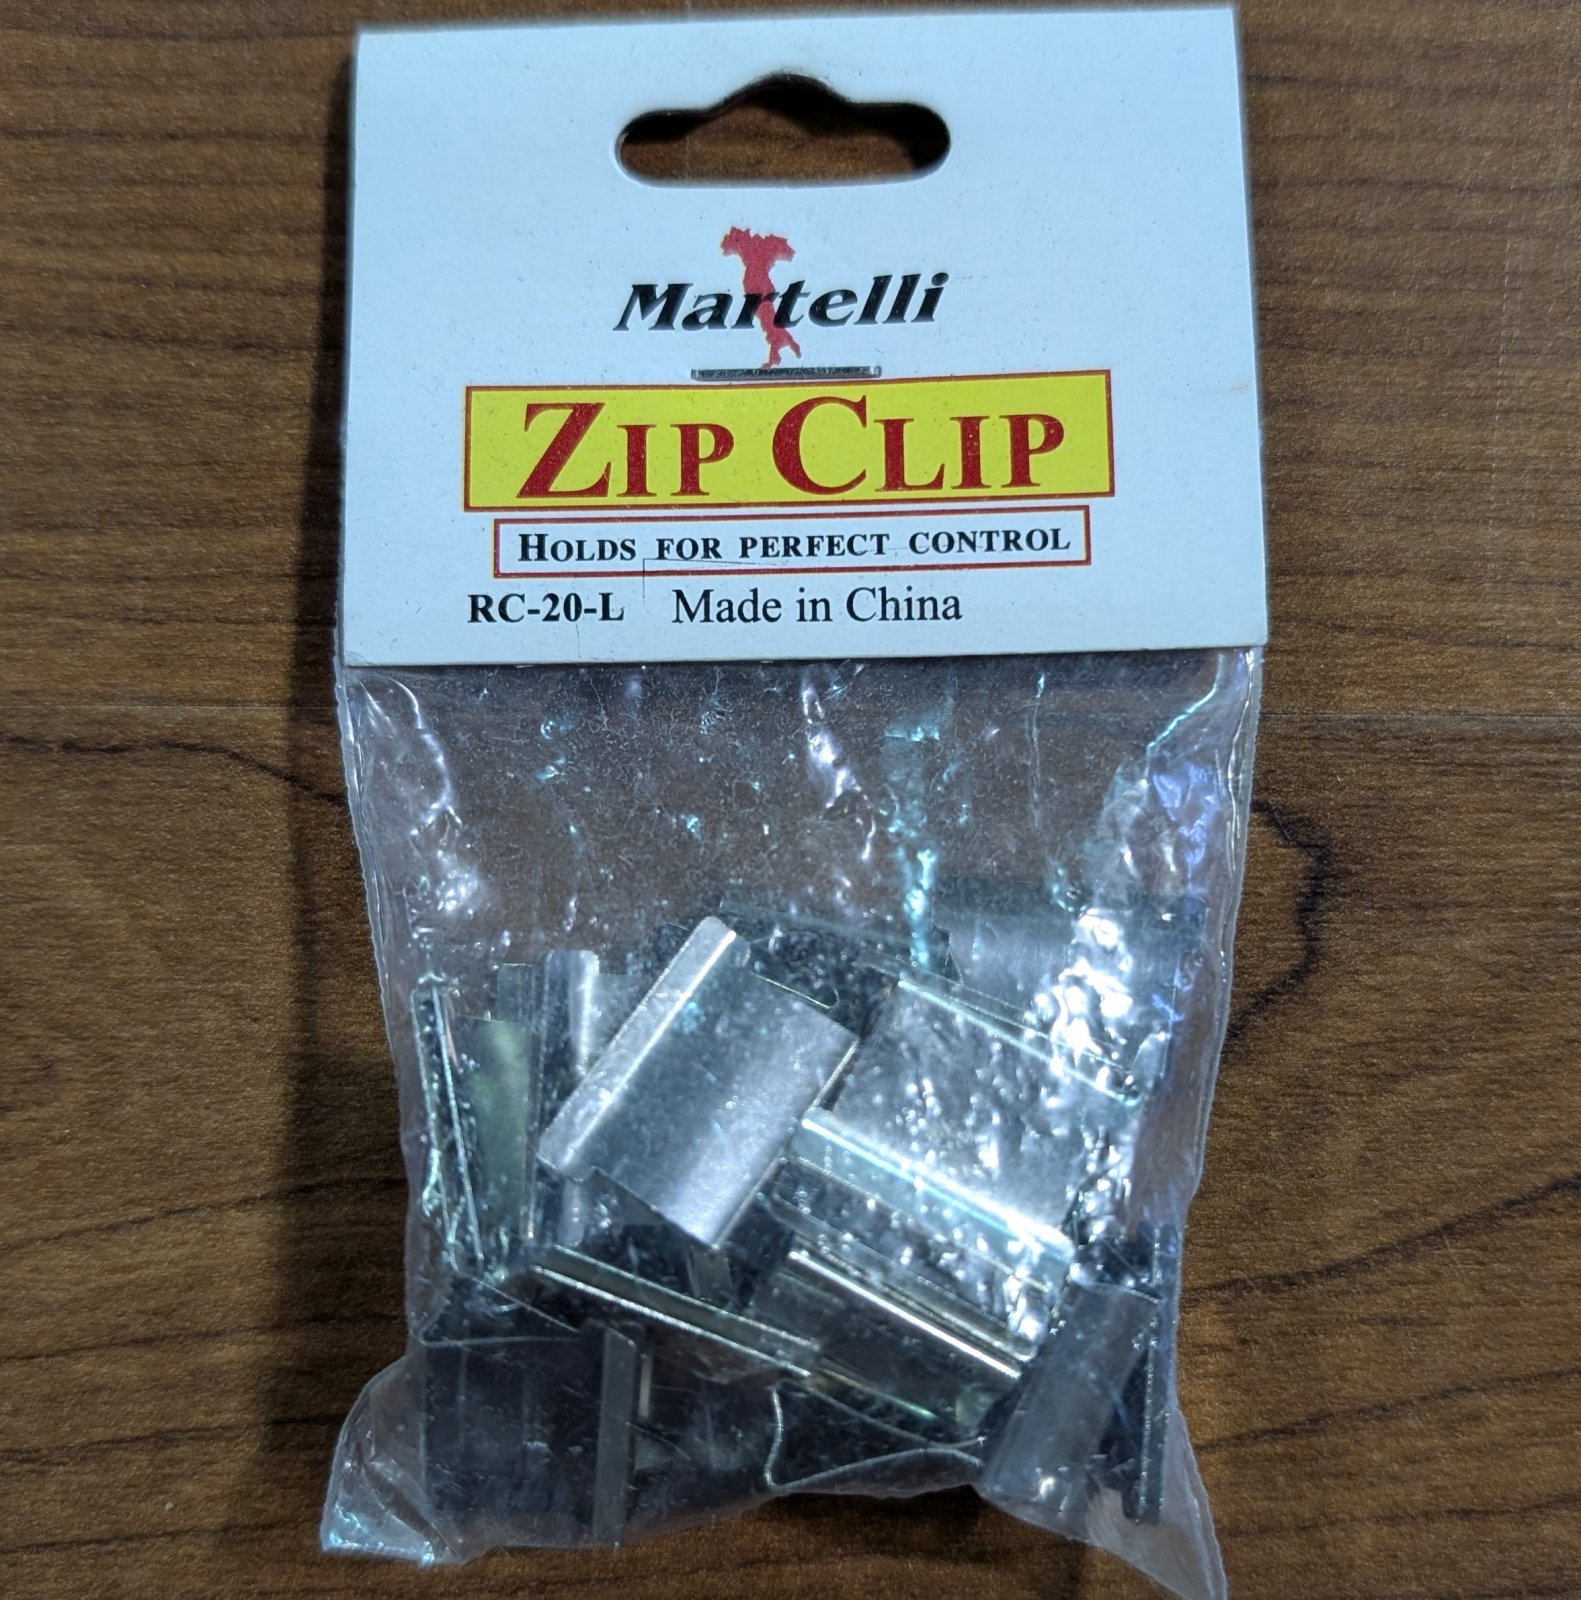 Martelli
ZIP CLIP
HOLDS FOR PERFECT CONTROL
RC-20-L Made in China